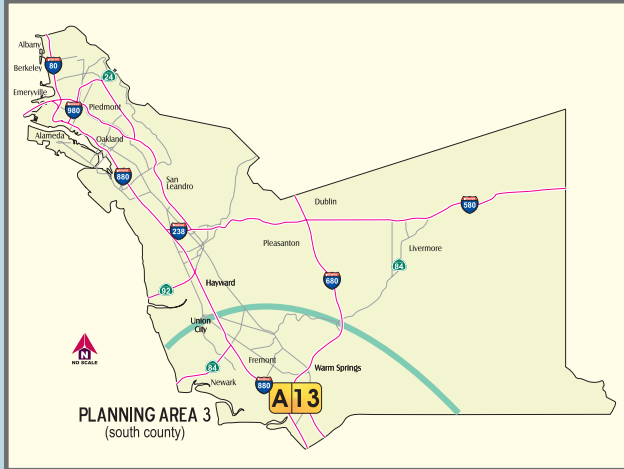 Albany
Berkeley
80
24
Emeryville
980
Piedmont
Alameda
Oakland
880
San
Leandro
Dublin
580
238
Pleasanton
Livermore
84
680
92
Hayward
Union
City
N
NO SCALE
Fremont
84
Warm Springs
Newark
880
A 13
PLANNING AREA 3
(south county)